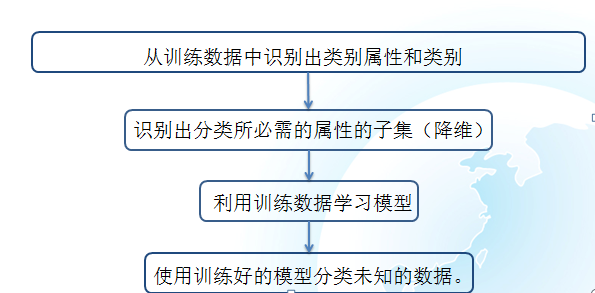 从训练数据中识别出类别属性和类别
识别出分类所必需的属性的子集（降维）
利用训练数据学习模型
使用训练好的模型分类未知的数据。